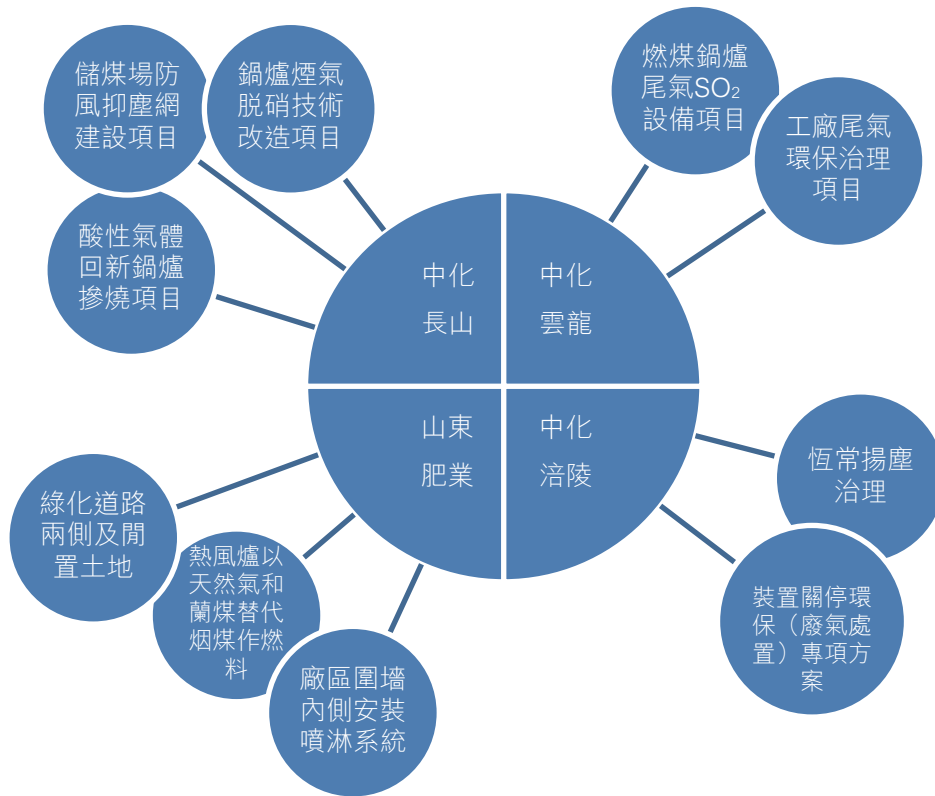 儲煤場防
風抑塵網
建設項目
鍋爐煙氣
脱硝技術
改造項目
燃煤鍋爐
尾氣SO₂
設備項目
工廠尾氣
環保治理
項目
酸性氣體
回新鍋爐
摻燒項目
中化
長山
中化
雲龍
山東
肥業
中化
涪陵
恆常揚塵
治理
綠化道路
兩側及閒
置土地
熱風爐以
天然氣和
蘭煤替代
烟煤作燃
料
廠區圍墻
內側安裝
噴淋系統
裝置關停環
保（廢氣處
置）專項方
案